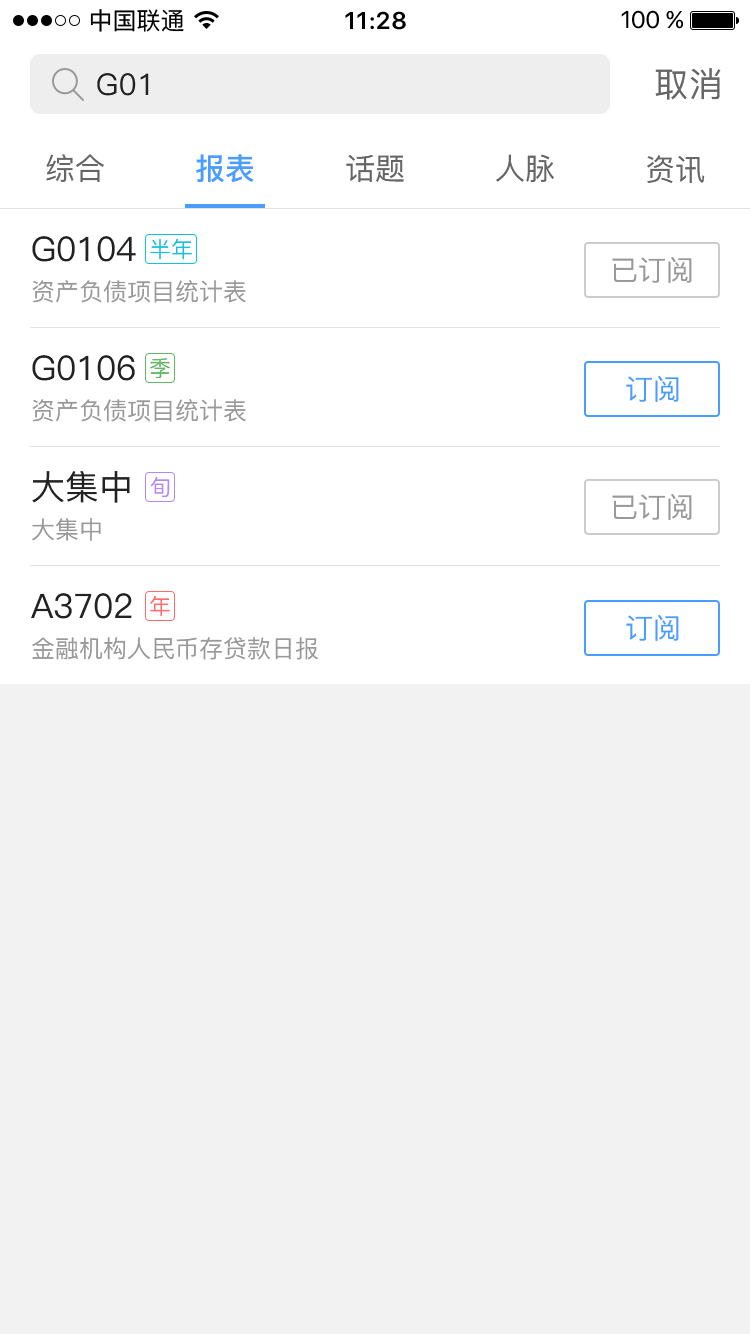 中国联通 11:28 100 %
G01 取消
综合 报表 话题 人脉 资讯
G0104 半年
资产负债项目统计表
已订阅
G0106 季
资产负债项目统计表
订阅
大集中 旬
大集中
已订阅
A3702 年
金融机构人民币存贷款日报
订阅